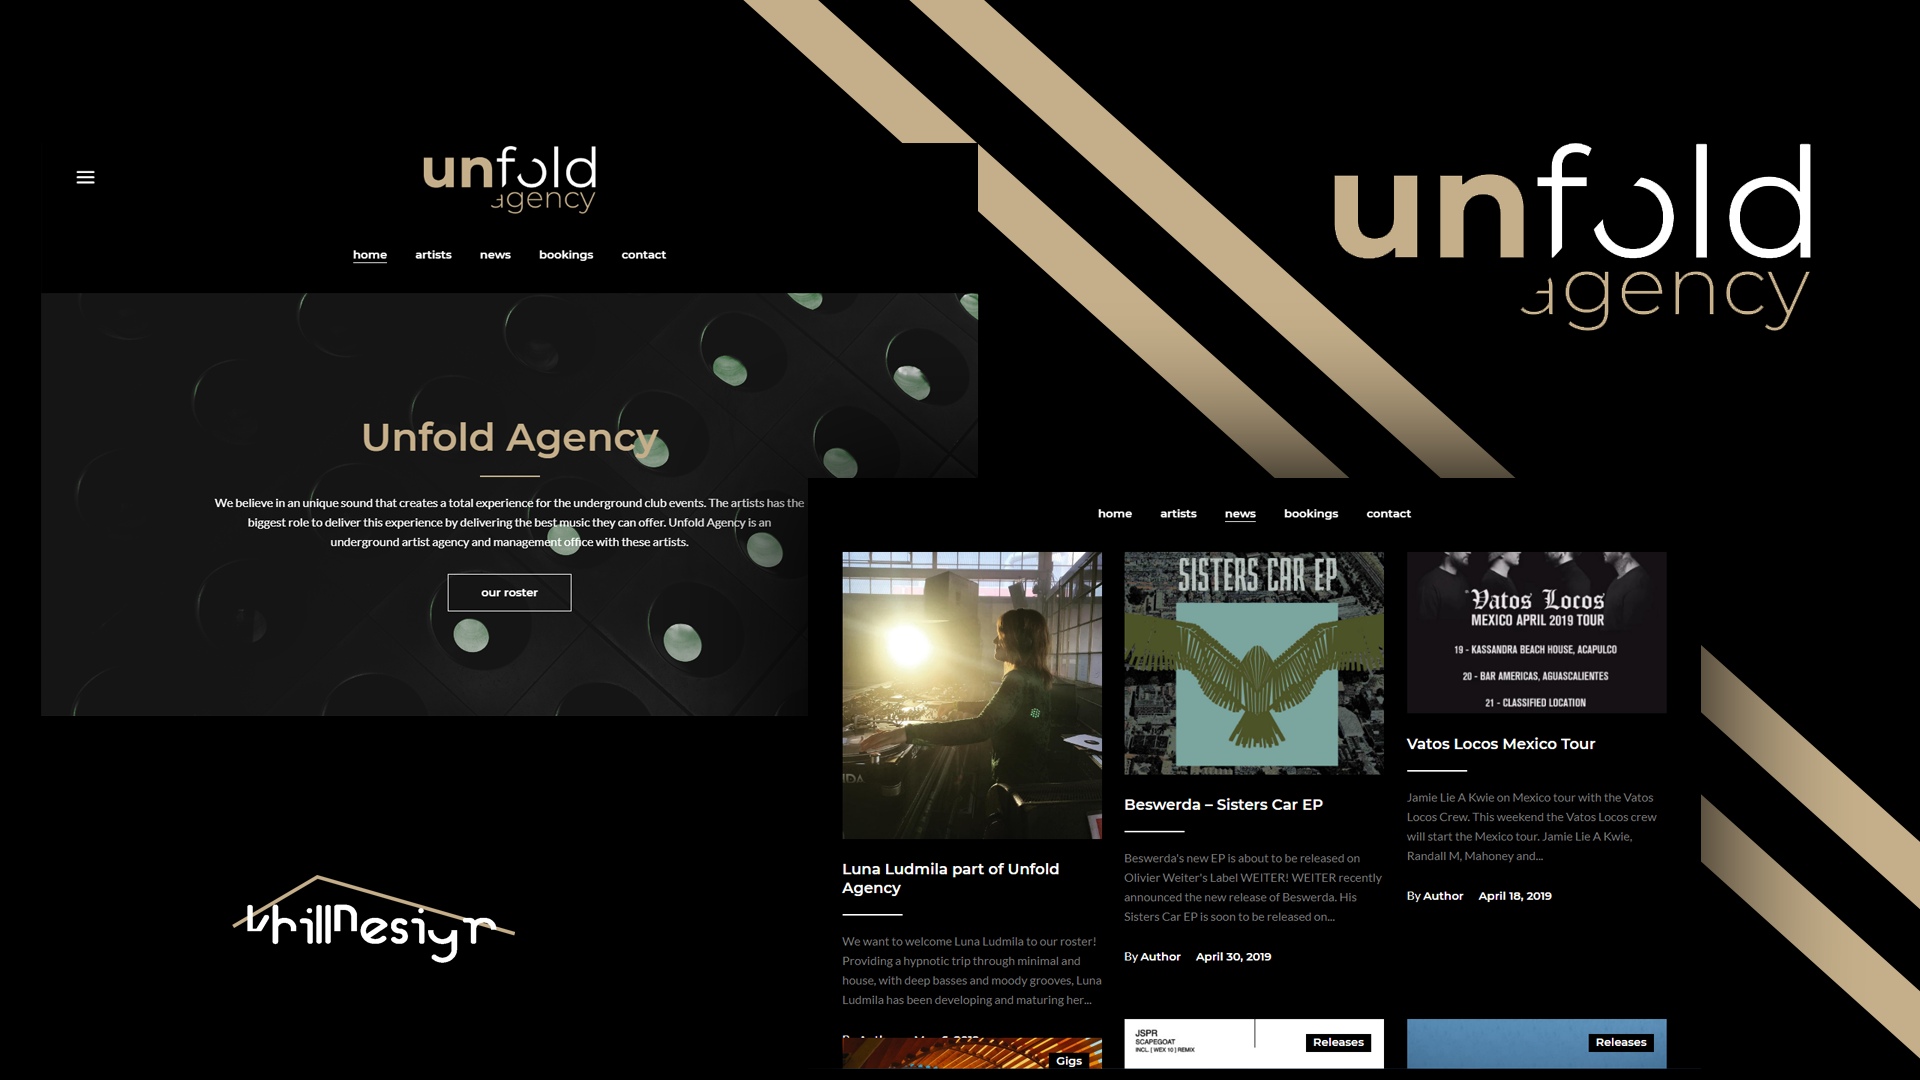 unfold
agency
home artists news bookings contact
Unfold Agency
We believe in an unique sound that creates a total experience for the underground club events. The artists has the
biggest role to deliver this experience by delivering the best music they can offer. Unfold Agency is an
underground artist agency and management office with these artists.
our roster
unfold
agency
home artists news bookings contact
Luna Ludmila part of Unfold
Agency
We want to welcome Luna Ludmila to our roster!
Providing a hypnotic trip through minimal and
house, with deep basses and moody grooves, Luna
Ludmila has been developing and maturing her...
Gigs
SISTERS CAR EP
Beswerda – Sisters Car EP
Beswerda's new EP is about to be released on
Olivier Weiter's Label WEITER! WEITER recently
announced the new release of Beswerda. His
Sisters Car EP is soon to be released on...
By Author April 30, 2019
JSPR
SCAPEGOAT
INCL. [ WEX 10 ] REMIX
Releases
Vatos Locos
MEXICO APRIL 2019 TOUR
19 - KASSANDRA BEACH HOUSE, ACAPULCO
20 - BAR AMERICAS, AGUASCALIENTES
21 - CLASSIFIED LOCATION
Vatos Locos Mexico Tour
Jamie Lie A Kwie on Mexico tour with the Vatos
Locos Crew. This weekend the Vatos Locos crew
will start the Mexico tour. Jamie Lie A Kwie,
Randall M, Mahoney and...
By Author April 18, 2019
Releases